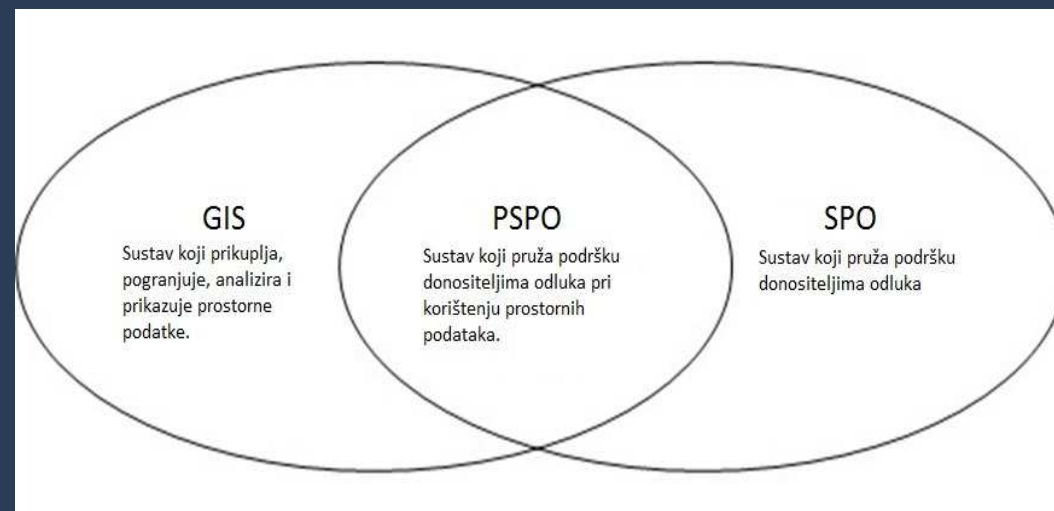 GIS
Sustav koji prikuplja,
pogranjuje, analizira i
prikazuje prostorne
podatke.
PSPO
Sustav koji pruža podršku
donositeljima odluka pri
korištenju prostornih
podataka.
SPO
Sustav koji pruža podršku
donositeljima odluka